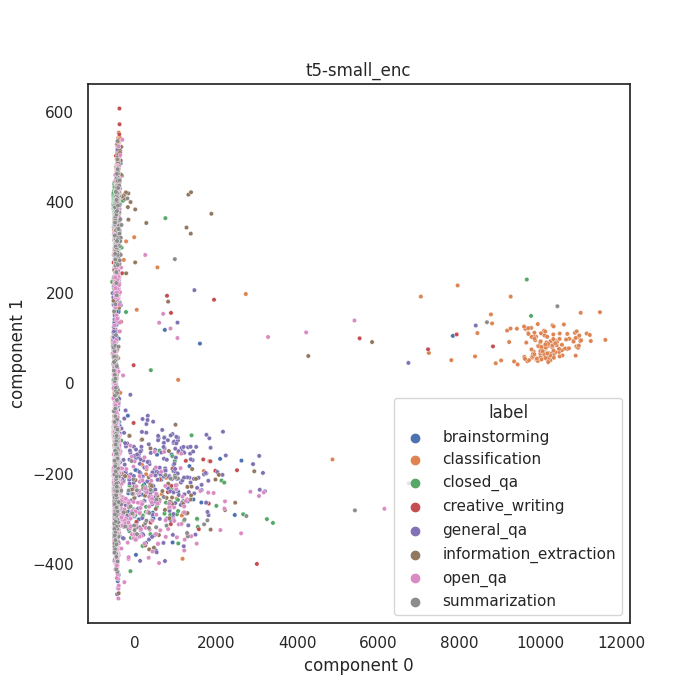 t5-small_enc
600
400
200
0
−200
−400
component 1
0
2000
4000
6000
8000
10000
12000
component 0
label
brainstorming
classification
closed_qa
creative_writing
general_qa
information_extraction
open_qa
summarization